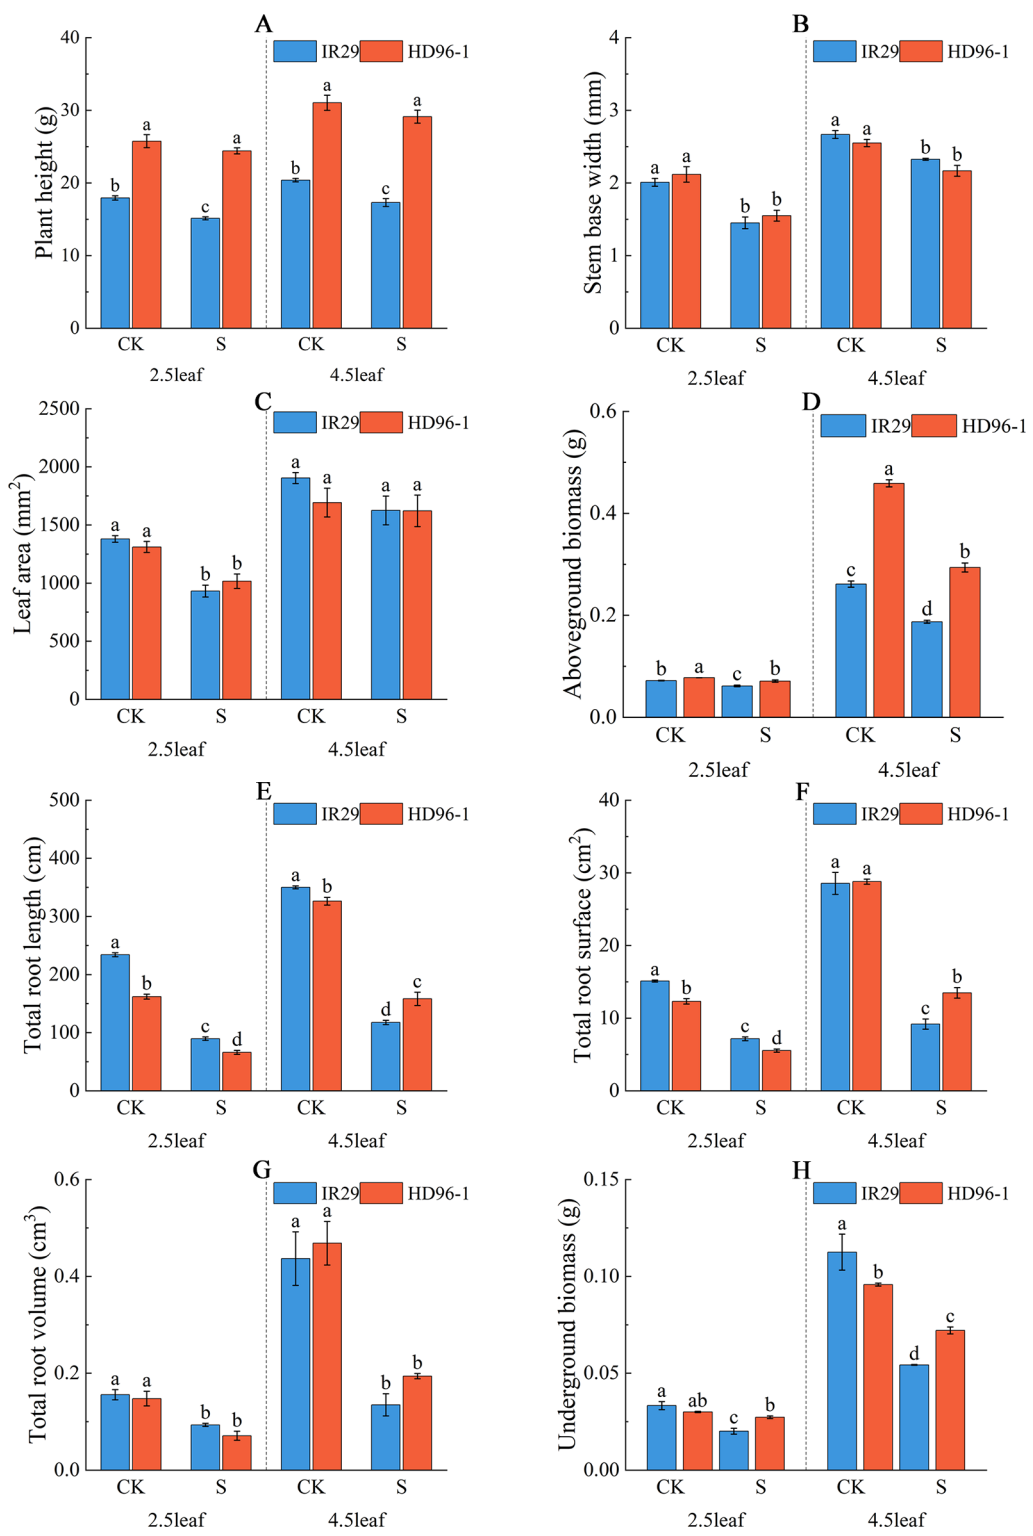 A
IR29 HD96-1
Plant height (g)
40
30
20
10
0
b a c a b a c a
CK S CK S
2.5leaf 4.5leaf
B
IR29 HD96-1
Stem base width (mm)
4
3
2
1
0
a a b b a a b b
CK S CK S
2.5leaf 4.5leaf
C
IR29 HD96-1
Leaf area (mm²)
2500
2000
1500
1000
500
0
a a b b a a a a
CK S CK S
2.5leaf 4.5leaf
D
IR29 HD96-1
Aboveground biomass (g)
0.6
0.4
0.2
0.0
b a c b c a d b
CK S CK S
2.5leaf 4.5leaf
E
IR29 HD96-1
Total root length (cm)
500
400
300
200
100
0
a b c d a b d c
CK S CK S
2.5leaf 4.5leaf
F
IR29 HD96-1
Total root surface (cm²)
40
30
20
10
0
a b c d a a c b
CK S CK S
2.5leaf 4.5leaf
G
IR29 HD96-1
Total root volume (cm³)
0.6
0.4
0.2
0.0
a a b b a a b b
CK S CK S
2.5leaf 4.5leaf
H
IR29 HD96-1
Underground biomass (g)
0.15
0.10
0.05
0.00
a ab c b a b d c
CK S CK S
2.5leaf 4.5leaf